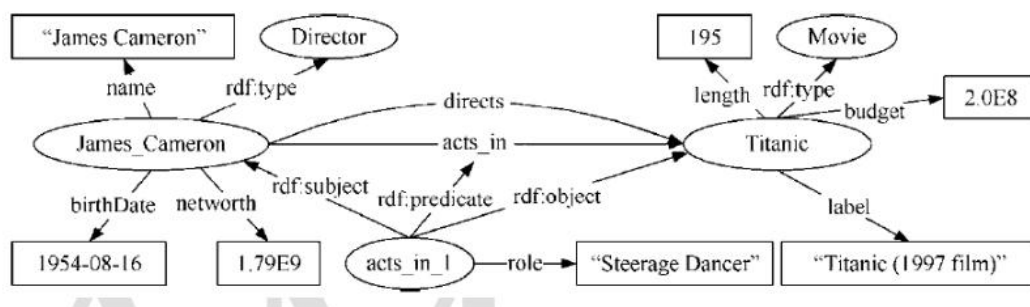 “James Cameron”
Director
195
Movie
name
rdf:type
length
rdf:type
budget
2.0E8
directs
James_Cameron
acts_in
Titanic
rdf:subject
rdf:predicate
rdf:object
birthDate
networth
label
1954-08-16
1.79E9
acts_in_1
role
“Steerage Dancer”
“Titanic (1997 film)”